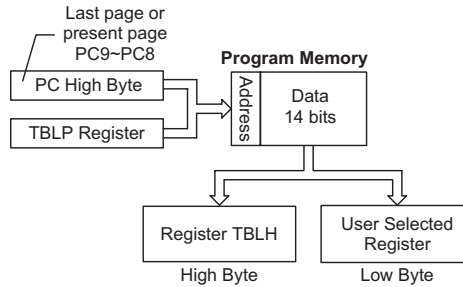 Last page or
present page
PC9~PC8
Program Memory
PC High Byte
TBLP Register
Address
Data
14 bits
Register TBLH
User Selected
Register
High Byte
Low Byte